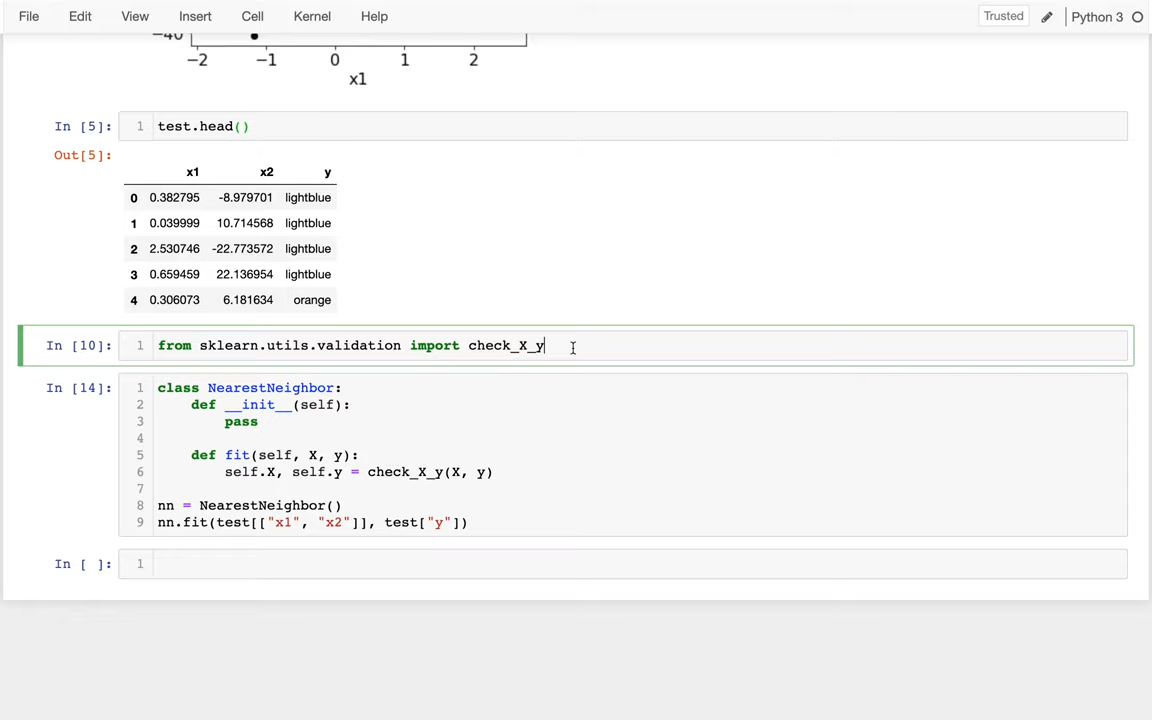 File Edit View Insert Cell Kernel Help Trusted Python 3
−40
−2 −1 0 1 2
x1
In [5]: 1 test.head()
Out[5]:
x1 x2 y
0 0.382795 -8.979701 lightblue
1 0.039999 10.714568 lightblue
2 2.530746 -22.773572 lightblue
3 0.659459 22.136954 lightblue
4 0.306073 6.181634 orange
In [10]: 1 from sklearn.utils.validation import check_X_y
In [14]: 1 class NearestNeighbor:
2 def __init__(self):
3 pass
4
5 def fit(self, X, y):
6 self.X, self.y = check_X_y(X, y)
7
8 nn = NearestNeighbor()
9 nn.fit(test[["x1", "x2"]], test["y"])
In [ ]: 1